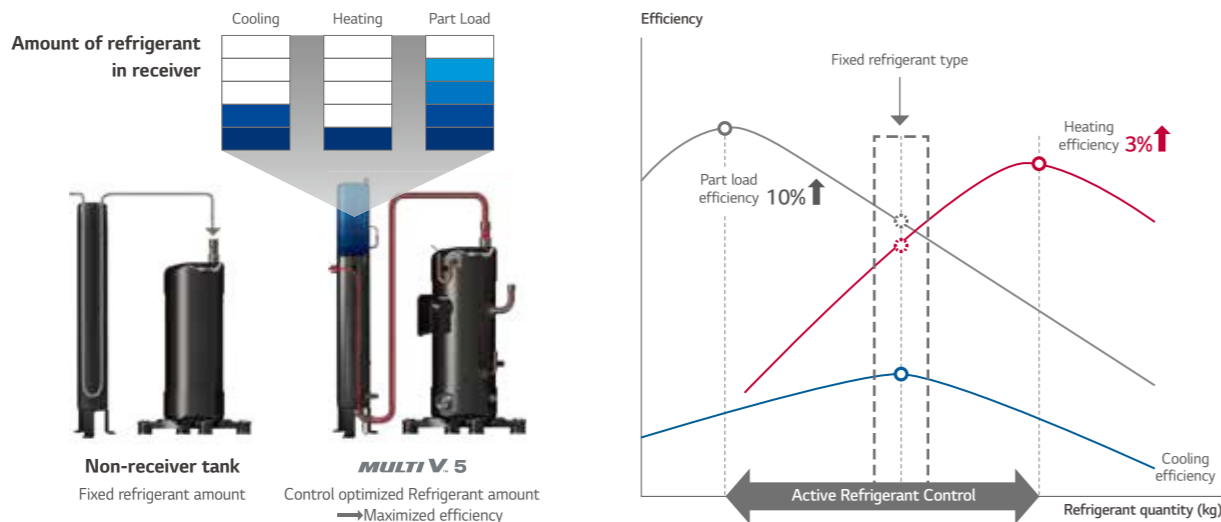 Cooling
Heating
Part Load
Amount of refrigerant
in receiver
Non-receiver tank
Fixed refrigerant amount
MULTI V™ 5
Control optimized Refrigerant amount
Maximized efficiency
Efficiency
Fixed refrigerant type
Heating
efficiency 3%
Part load
efficiency 10%
Cooling
efficiency
Active Refrigerant Control
Refrigerant quantity (kg)